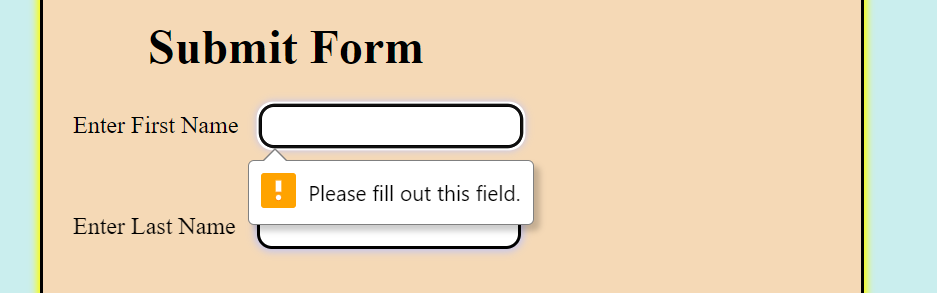 Submit Form
Enter First Name
Please fill out this field.
Enter Last Name